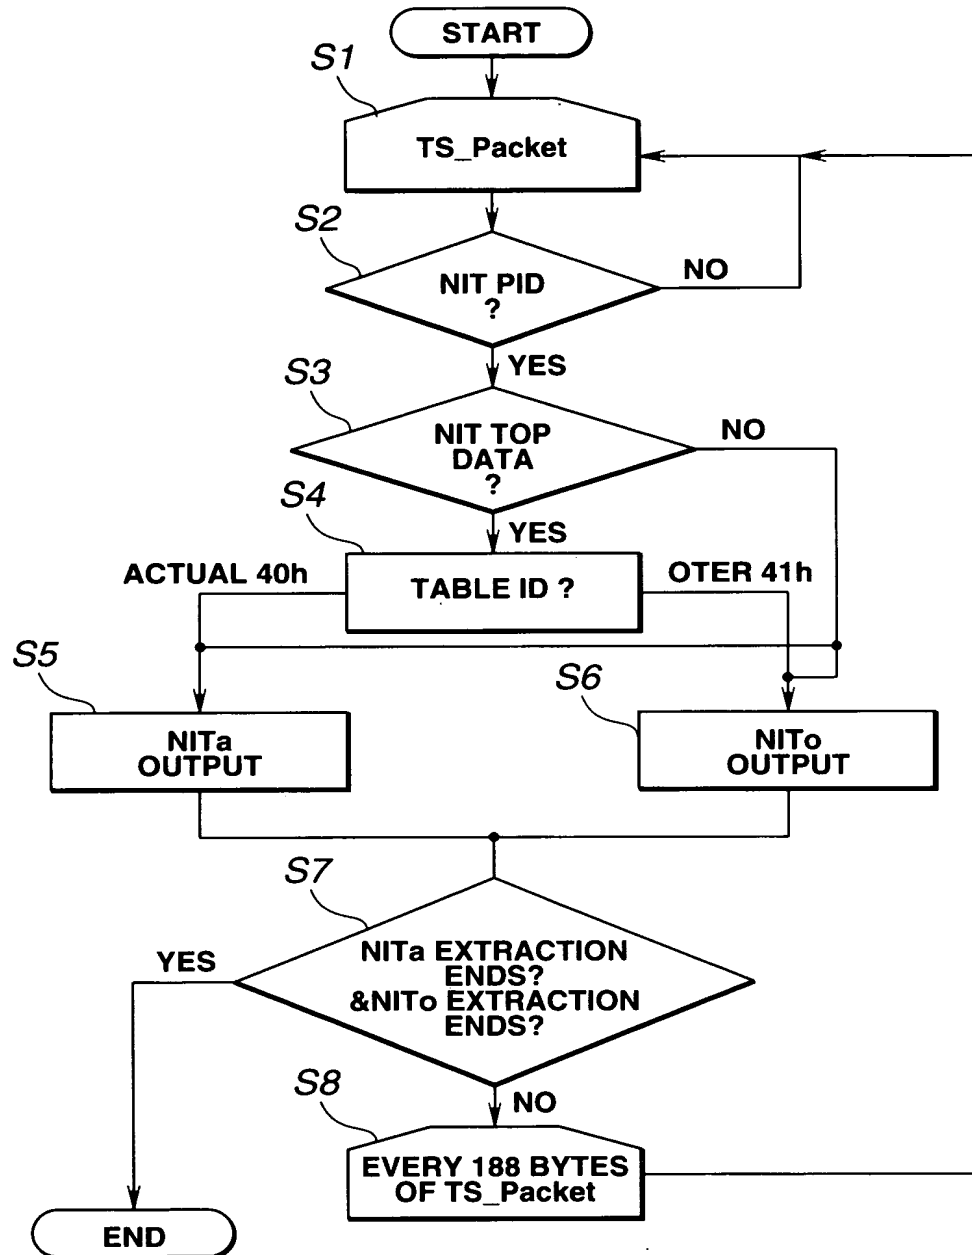 START
S1
TS_Packet
S2
NIT PID
?
NO
YES
S3
NIT TOP
DATA
?
NO
YES
S4
TABLE ID ?
ACTUAL 40h
OTER 41h
S5
NITa
OUTPUT
S6
NITo
OUTPUT
S7
NITa EXTRACTION
ENDS?
&NITo EXTRACTION
ENDS?
YES
NO
S8
EVERY 188 BYTES
OF TS_Packet
END